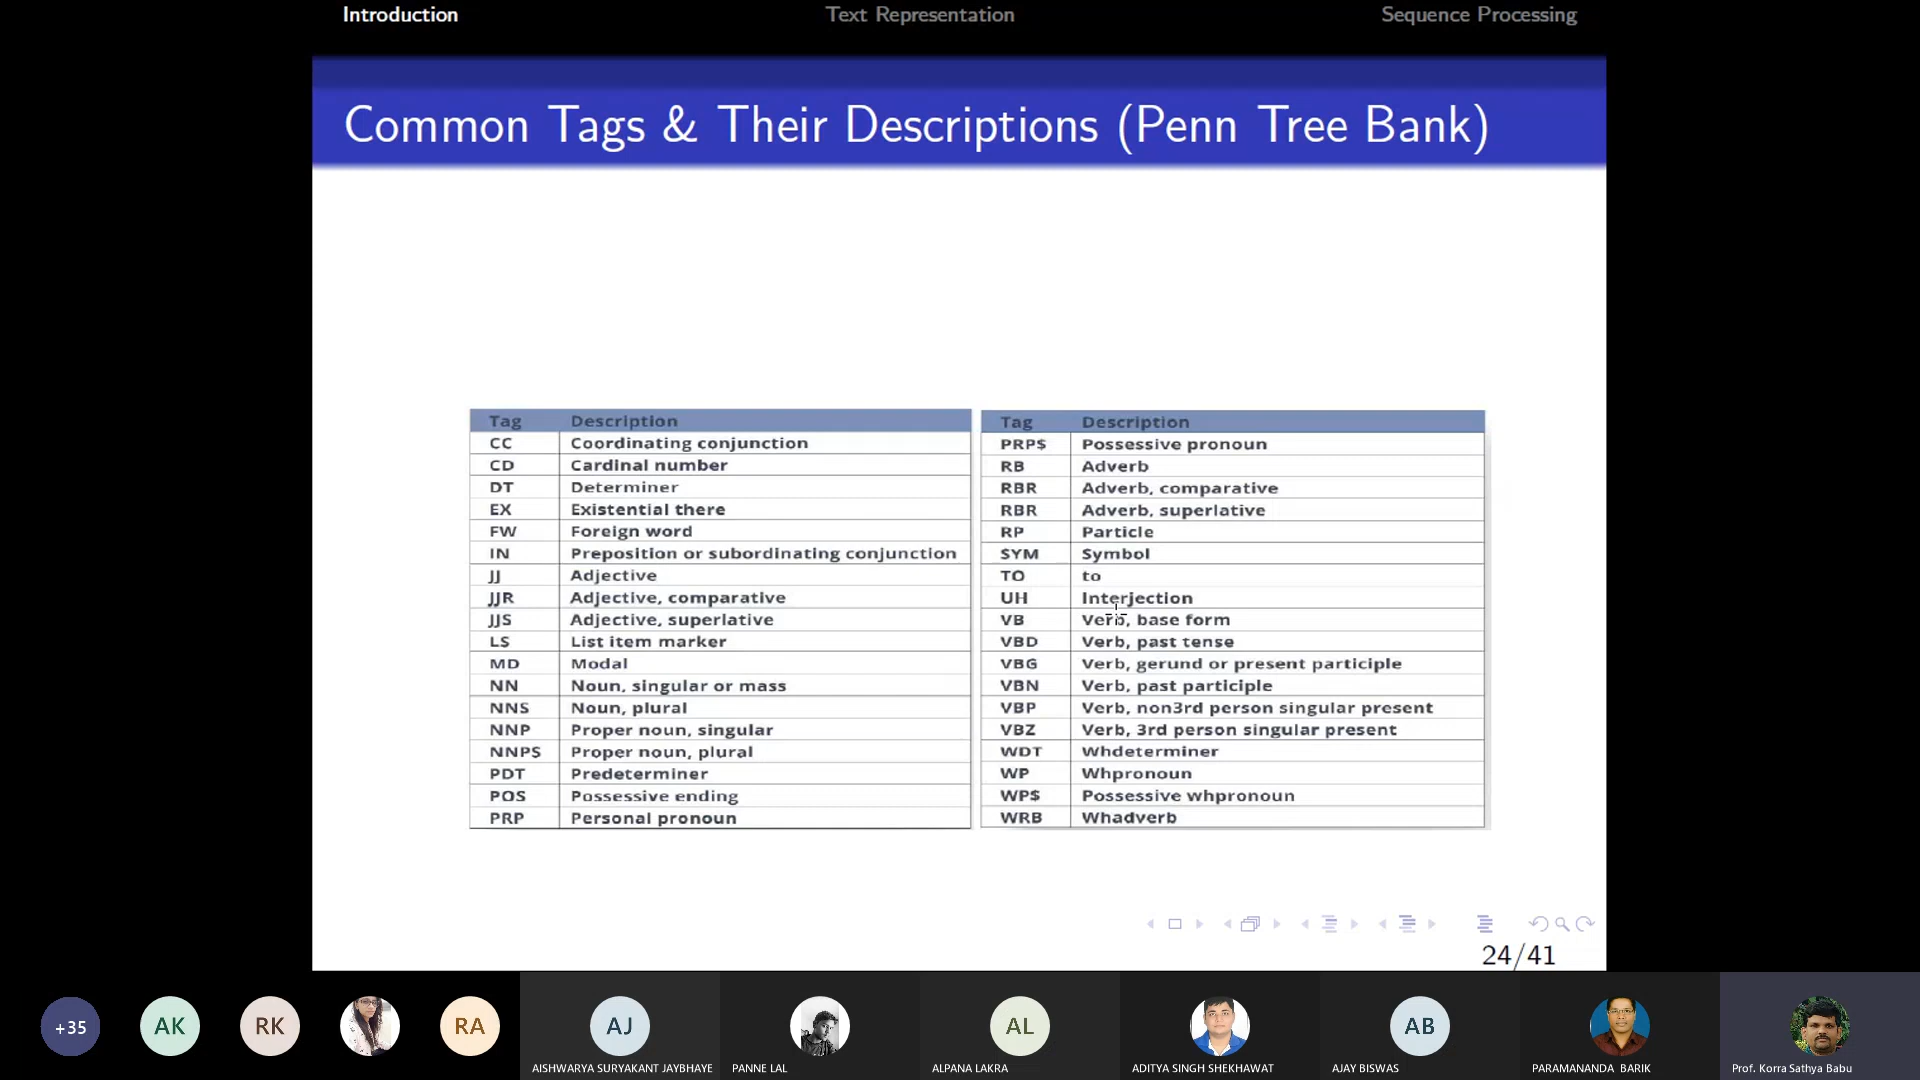 Introduction Text Representation Sequence Processing
Common Tags & Their Descriptions (Penn Tree Bank)
Tag Description
CC Coordinating conjunction
CD Cardinal number
DT Determiner
EX Existential there
FW Foreign word
IN Preposition or subordinating conjunction
JJ Adjective
JJR Adjective, comparative
JJS Adjective, superlative
LS List item marker
MD Modal
NN Noun, singular or mass
NNS Noun, plural
NNP Proper noun, singular
NNPS Proper noun, plural
PDT Predeterminer
POS Possessive ending
PRP Personal pronoun
Tag Description
PRP$ Possessive pronoun
RB Adverb
RBR Adverb, comparative
RBR Adverb, superlative
RP Particle
SYM Symbol
TO to
UH Interjection
VB Verb, base form
VBD Verb, past tense
VBG Verb, gerund or present participle
VBN Verb, past participle
VBP Verb, non3rd person singular present
VBZ Verb, 3rd person singular present
WDT Whdeterminer
WP Whpronoun
WP$ Possessive whpronoun
WRB Whadverb
24/41
+35 AK RK RA AJ AL AB
AISHWARYA SURYAKANT JAYBHAYE PANNE LAL ALPANA LAKRA ADITYA SINGH SHEKHAWAT AJAY BISWAS PARAMANANDA BARIK Prof. Korra Sathya Babu